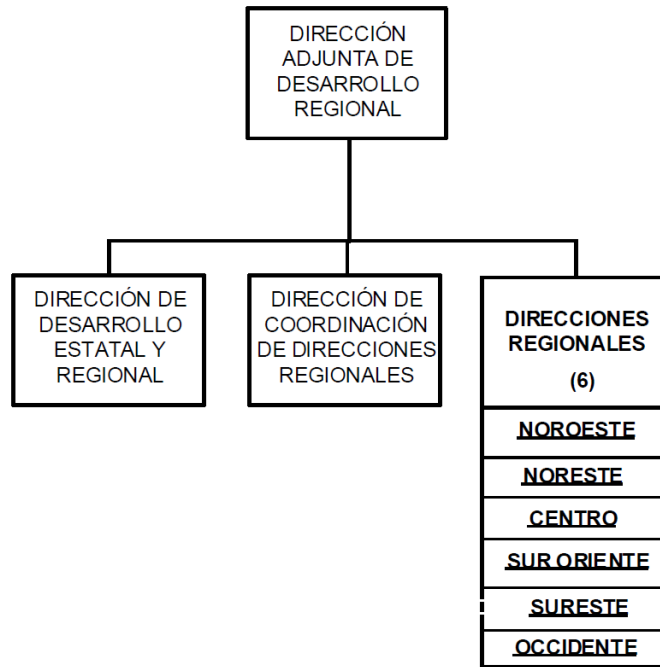 DIRECCIÓN
ADJUNTA DE
DESARROLLO
REGIONAL
DIRECCIÓN DE
DESARROLLO
ESTATAL Y
REGIONAL
DIRECCIÓN DE
COORDINACIÓN
DE DIRECCIONES
REGIONALES
DIRECCIONES
REGIONALES
(6)
NOROESTE
NORESTE
CENTRO
SUR ORIENTE
SURESTE
OCCIDENTE